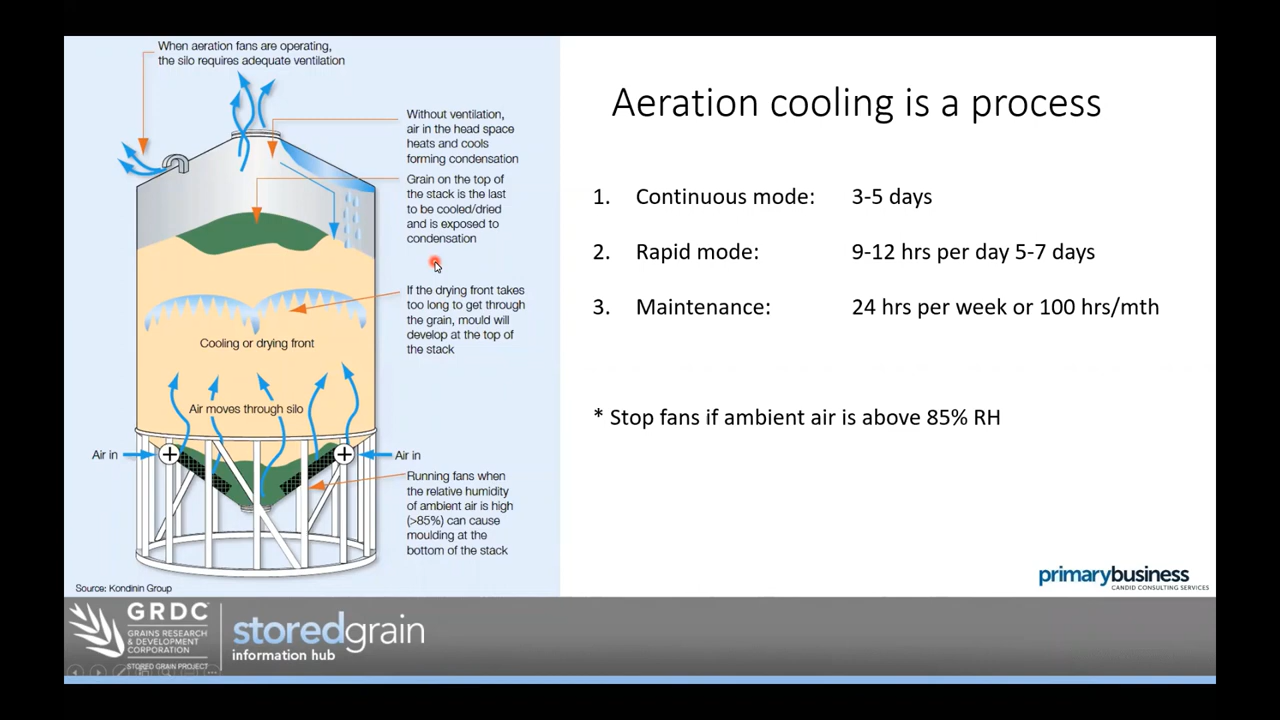 When aeration fans are operating,
the silo requires adequate ventilation
Without ventilation,
air in the head space
heats and cools
forming condensation
Grain on the top of
the stack is the last
to be cooled/dried
and is exposed to
condensation
If the drying front takes
too long to get through
the grain, mould will
develop at the top of
the stack
Cooling or drying front
Air moves through silo
Air in
Air in
Running fans when
the relative humidity
of ambient air is high
(>85%) can cause
moulding at the
bottom of the stack
Source: Kondinin Group
Aeration cooling is a process
1. Continuous mode: 3-5 days
2. Rapid mode: 9-12 hrs per day 5-7 days
3. Maintenance: 24 hrs per week or 100 hrs/mth
* Stop fans if ambient air is above 85% RH
primarybusiness
CANDID CONSULTING SERVICES
GRDC
GRAINS RESEARCH
& DEVELOPMENT
CORPORATION
STORED GRAIN PROJECT
storedgrain
information hub